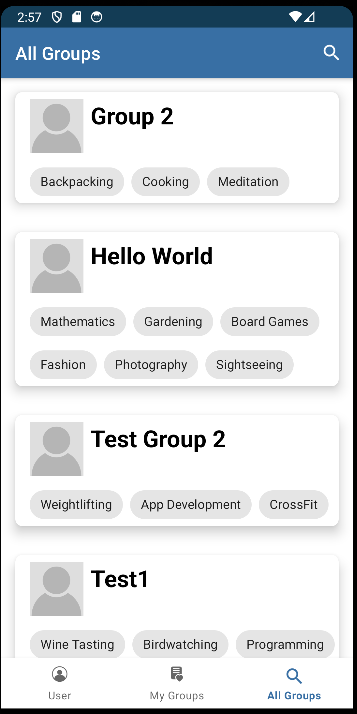 2:57
All Groups
Group 2
Backpacking Cooking Meditation
Hello World
Mathematics Gardening Board Games
Fashion Photography Sightseeing
Test Group 2
Weightlifting App Development CrossFit
Test1
Wine Tasting Birdwatching Programming
User My Groups All Groups